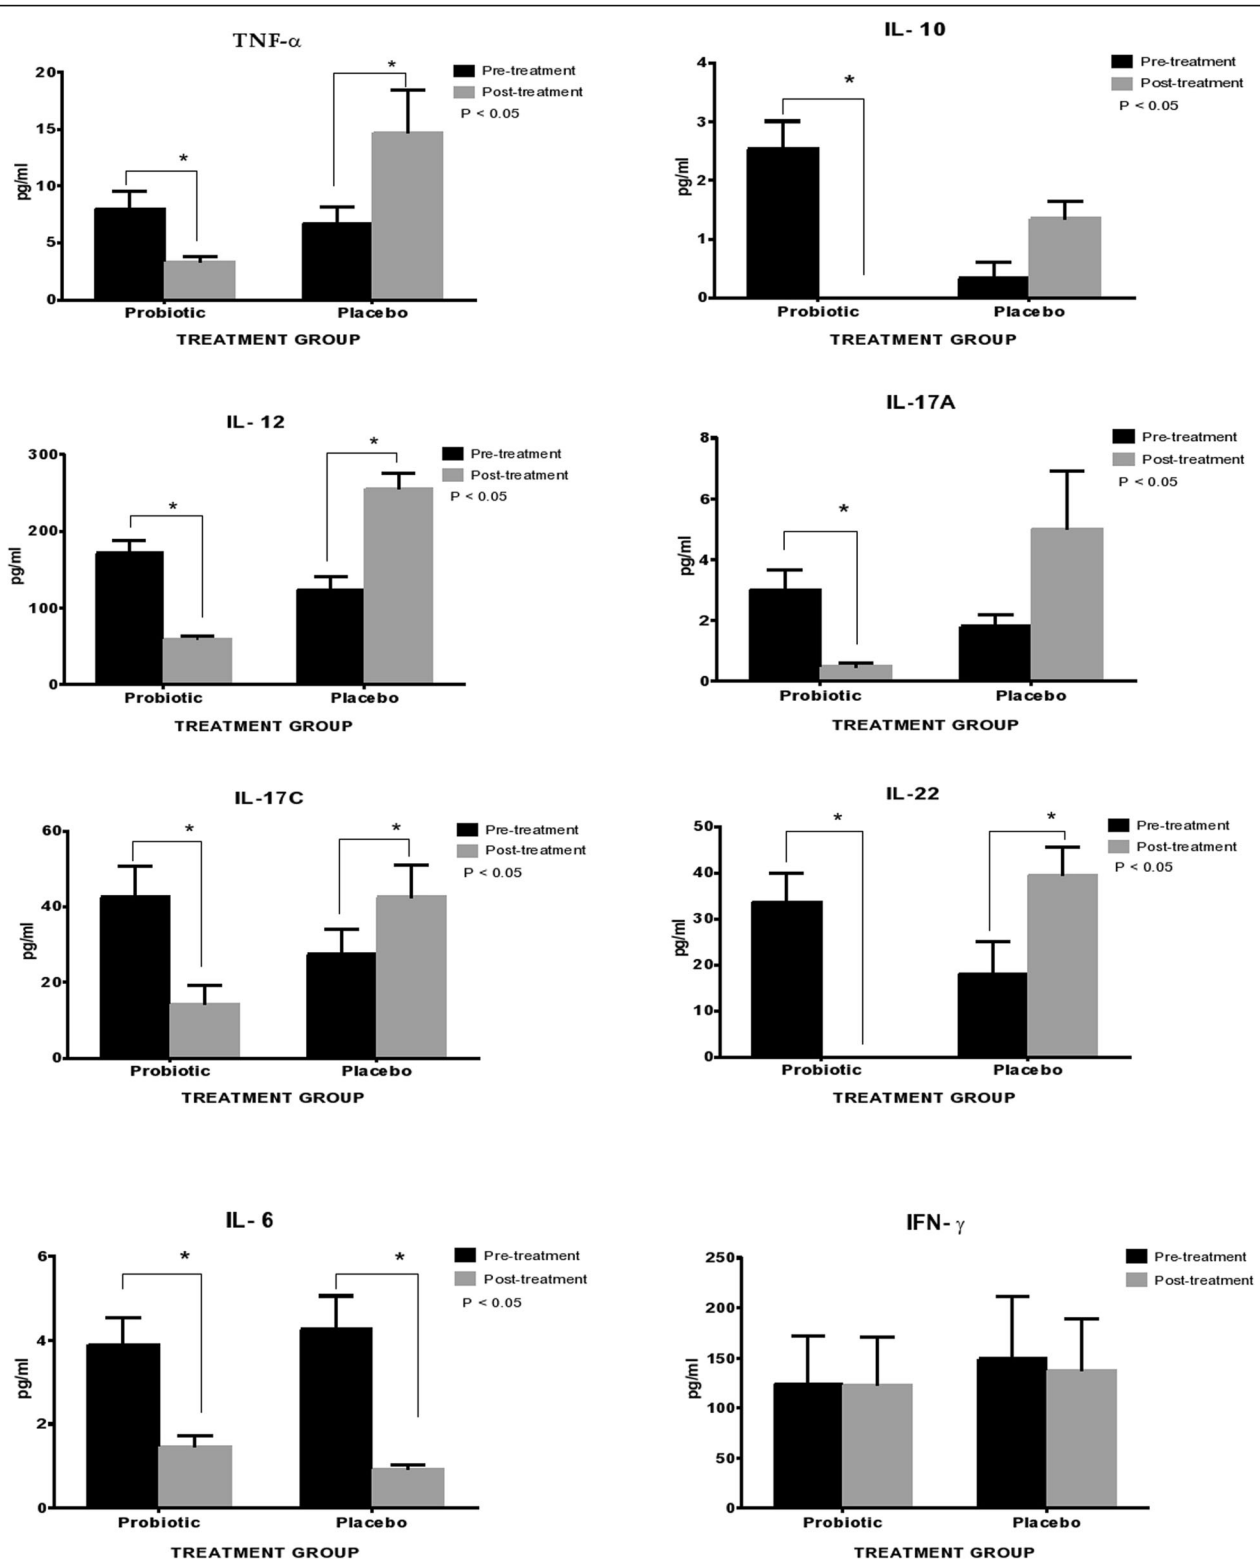 TNF-α
*
*
Pre-treatment
Post-treatment
P < 0.05
20
15
10
5
0
pg/ml
Probiotic
Placebo
TREATMENT GROUP
IL- 10
*
Pre-treatment
Post-treatment
P < 0.05
4
3
2
1
0
pg/ml
Probiotic
Placebo
TREATMENT GROUP
IL- 12
*
*
Pre-treatment
Post-treatment
P < 0.05
300
200
100
0
pg/ml
Probiotic
Placebo
TREATMENT GROUP
IL-17A
*
Pre-treatment
Post-treatment
P < 0.05
8
6
4
2
0
pg/ml
Probiotic
Placebo
TREATMENT GROUP
IL-17C
*
*
Pre-treatment
Post-treatment
P < 0.05
60
40
20
0
pg/ml
Probiotic
Placebo
TREATMENT GROUP
IL-22
*
*
Pre-treatment
Post-treatment
P < 0.05
50
40
30
20
10
0
pg/ml
Probiotic
Placebo
TREATMENT GROUP
IL- 6
*
*
Pre-treatment
Post-treatment
P < 0.05
6
4
2
0
pg/ml
Probiotic
Placebo
TREATMENT GROUP
IFN- γ
Pre-treatment
Post-treatment
250
200
150
100
50
0
pg/ml
Probiotic
Placebo
TREATMENT GROUP